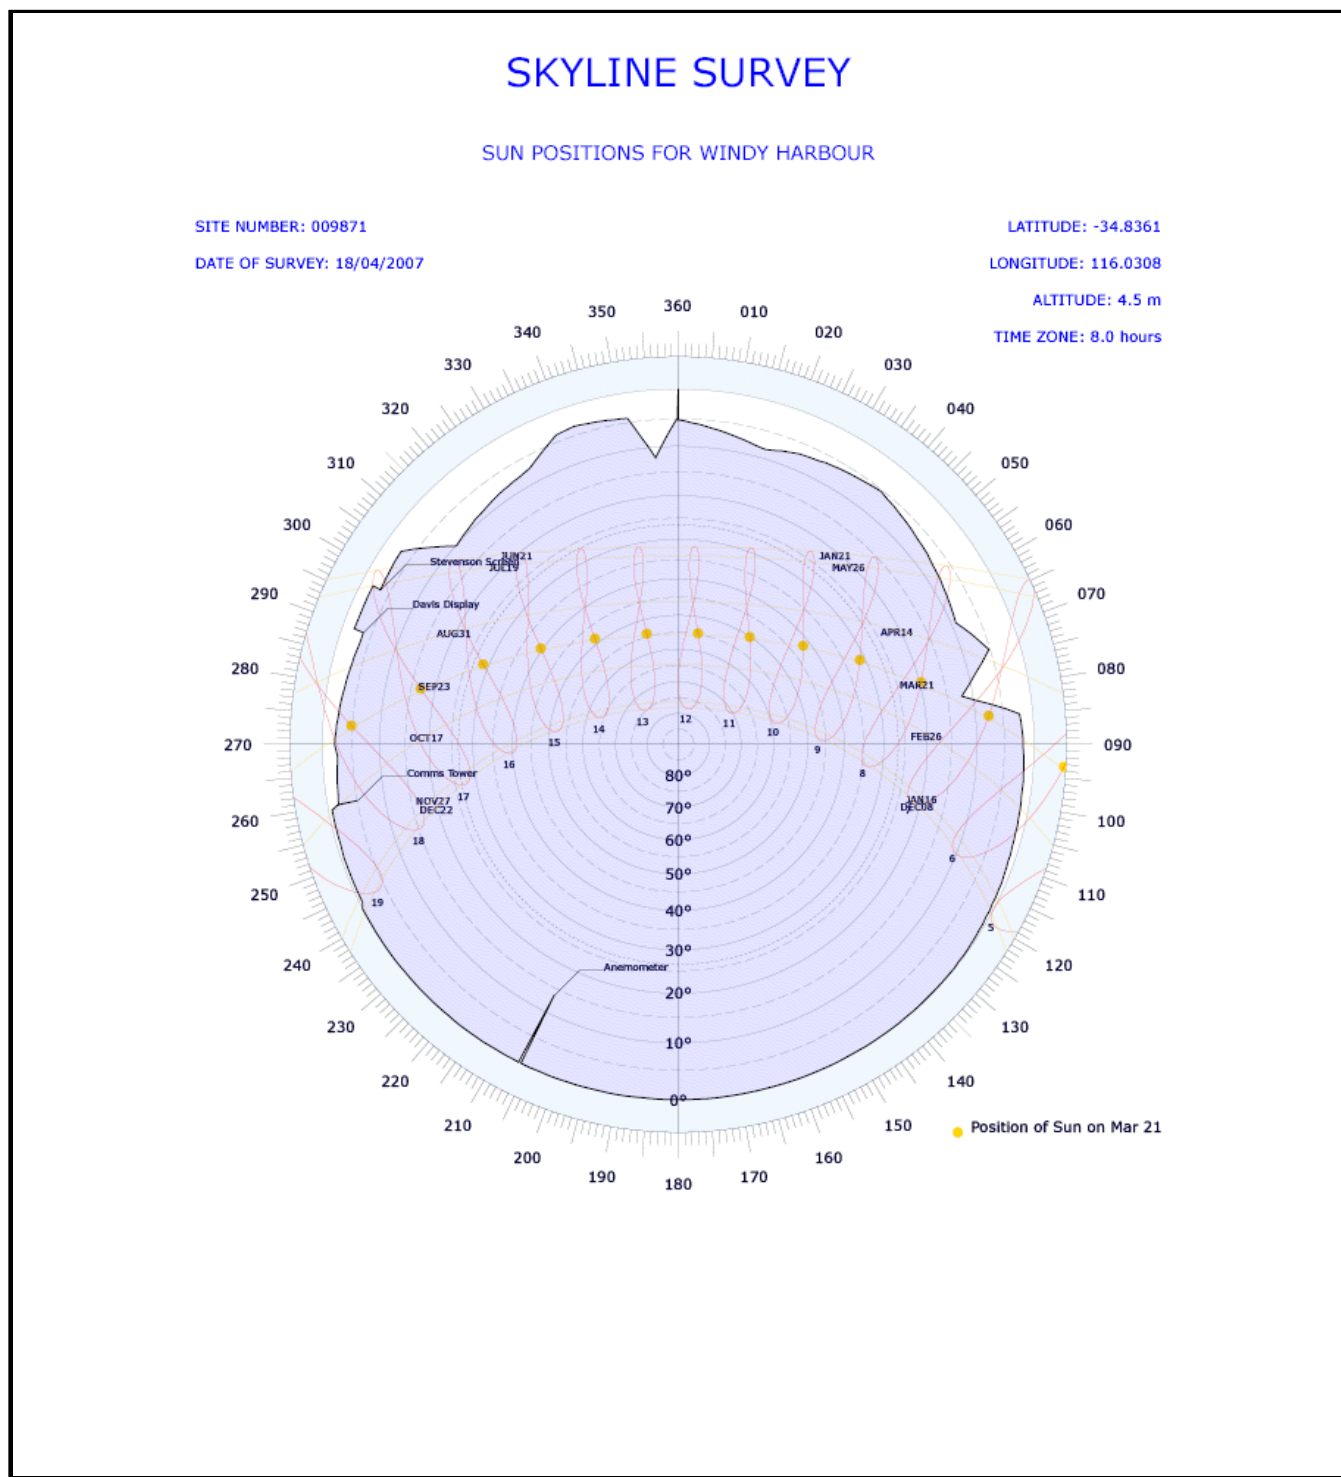 SKYLINE SURVEY
SUN POSITIONS FOR WINDY HARBOUR
SITE NUMBER: 009871
LATITUDE: -34.8361
DATE OF SURVEY: 18/04/2007
LONGITUDE: 116.0308
ALTITUDE: 4.5 m
TIME ZONE: 8.0 hours
360
350
010
340
020
330
030
320
040
310
050
300
060
290
070
280
080
270
090
260
100
250
110
240
120
230
130
220
140
210
150
200
160
190
170
180
JUN21
JAN21
Stevenson Screen
JUL19
MAY26
Davis Display
AUG31
APR14
SEP23
MAR21
OCT17
FEB26
Comms Tower
NOV27
JAN16
DEC22
DEC08
12
13
11
14
10
15
9
16
8
17
7
18
6
19
5
80°
70°
60°
50°
40°
30°
Anemometer
20°
10°
0°
Position of Sun on Mar 21